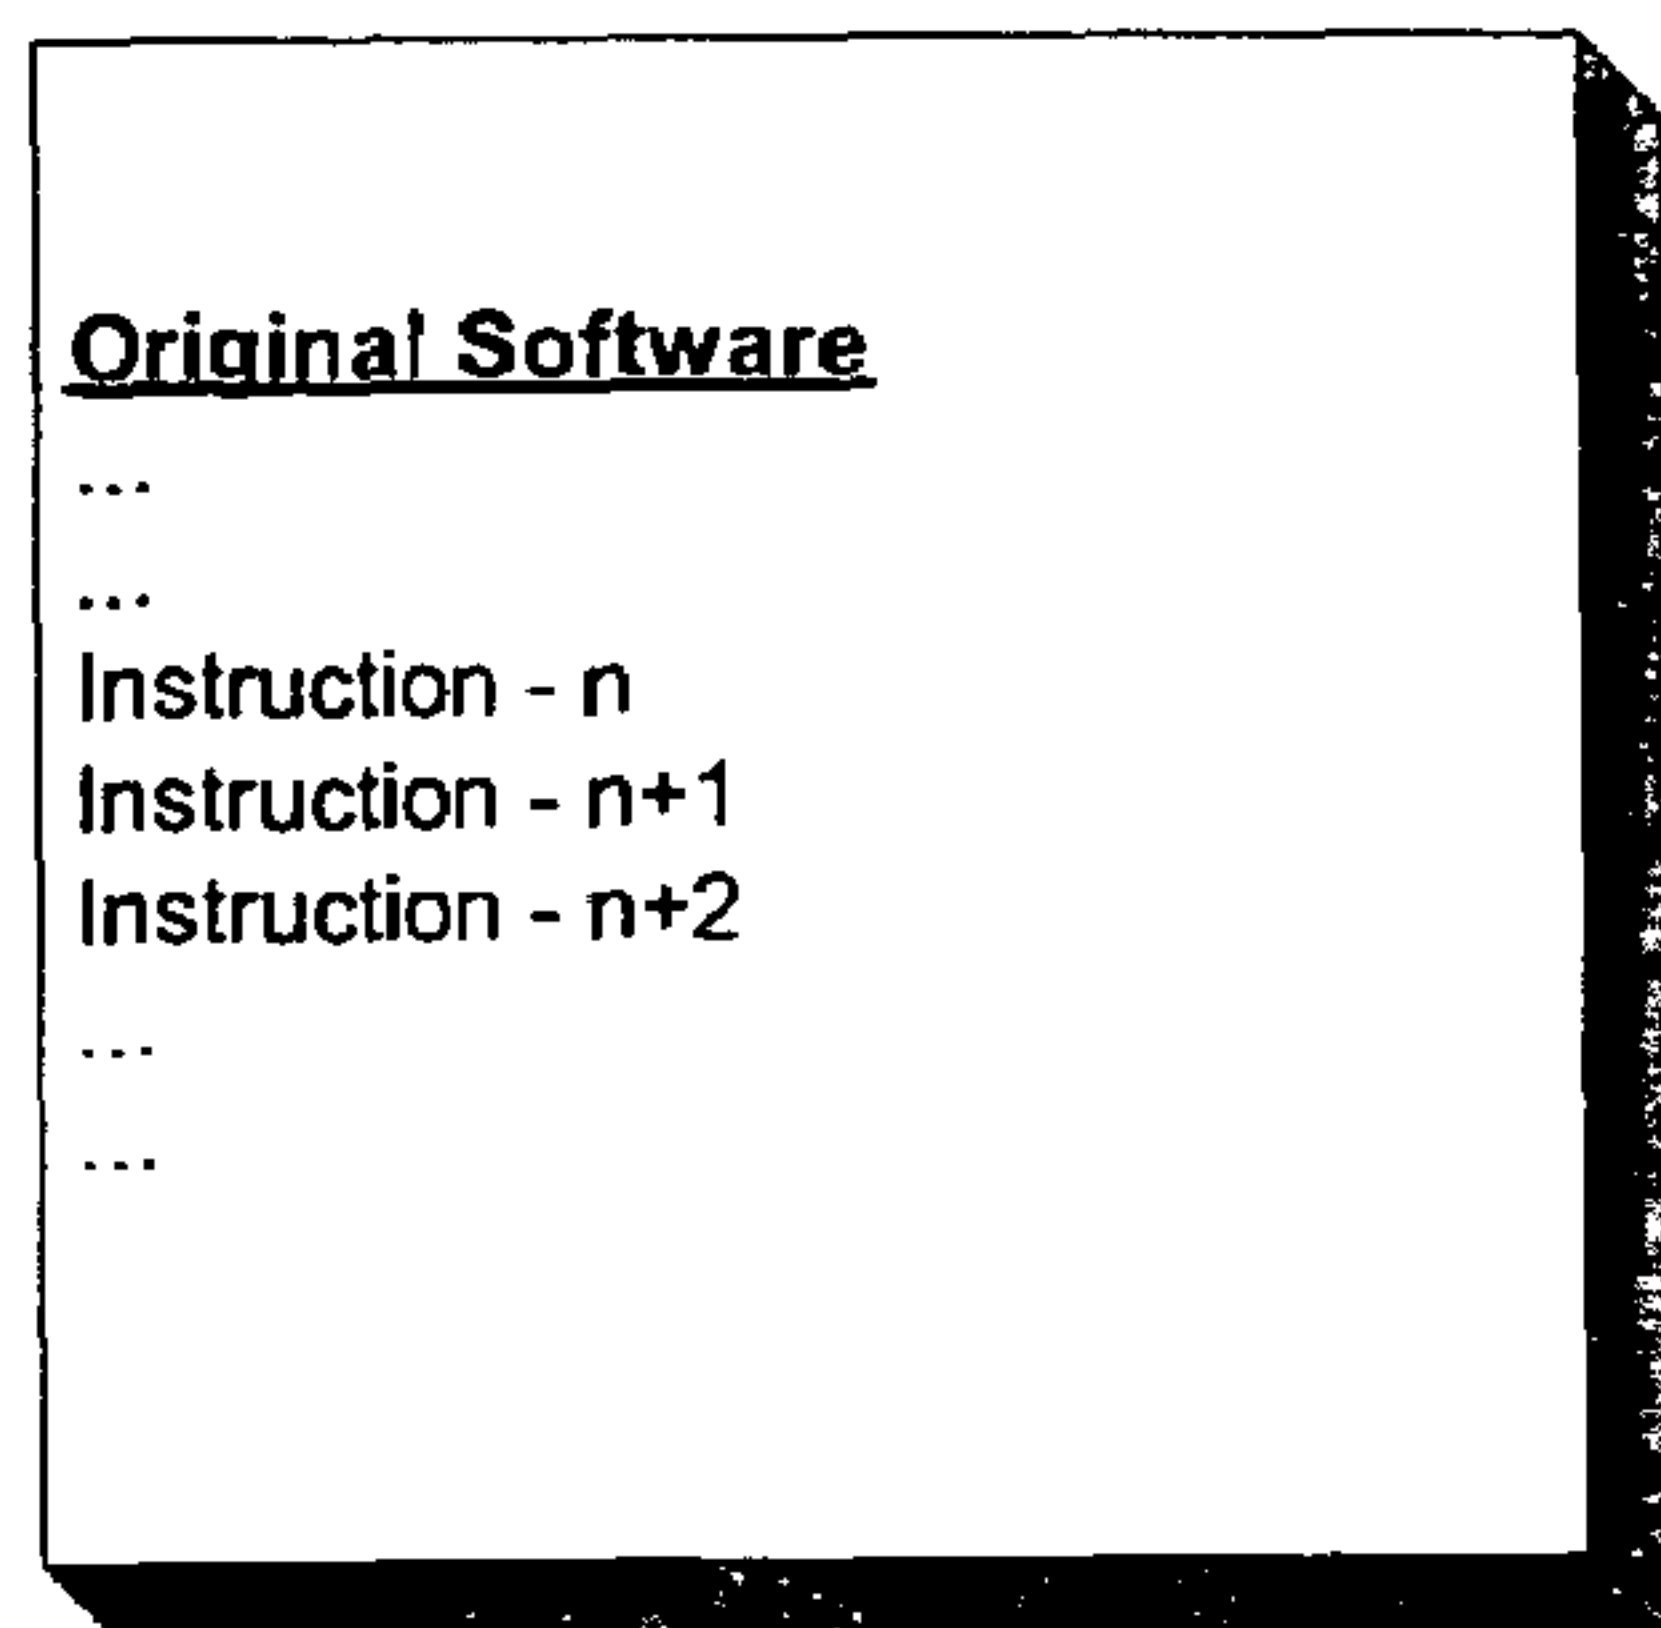 Original Software
...
...
Instruction - n
Instruction - n+1
Instruction - n+2
...
...